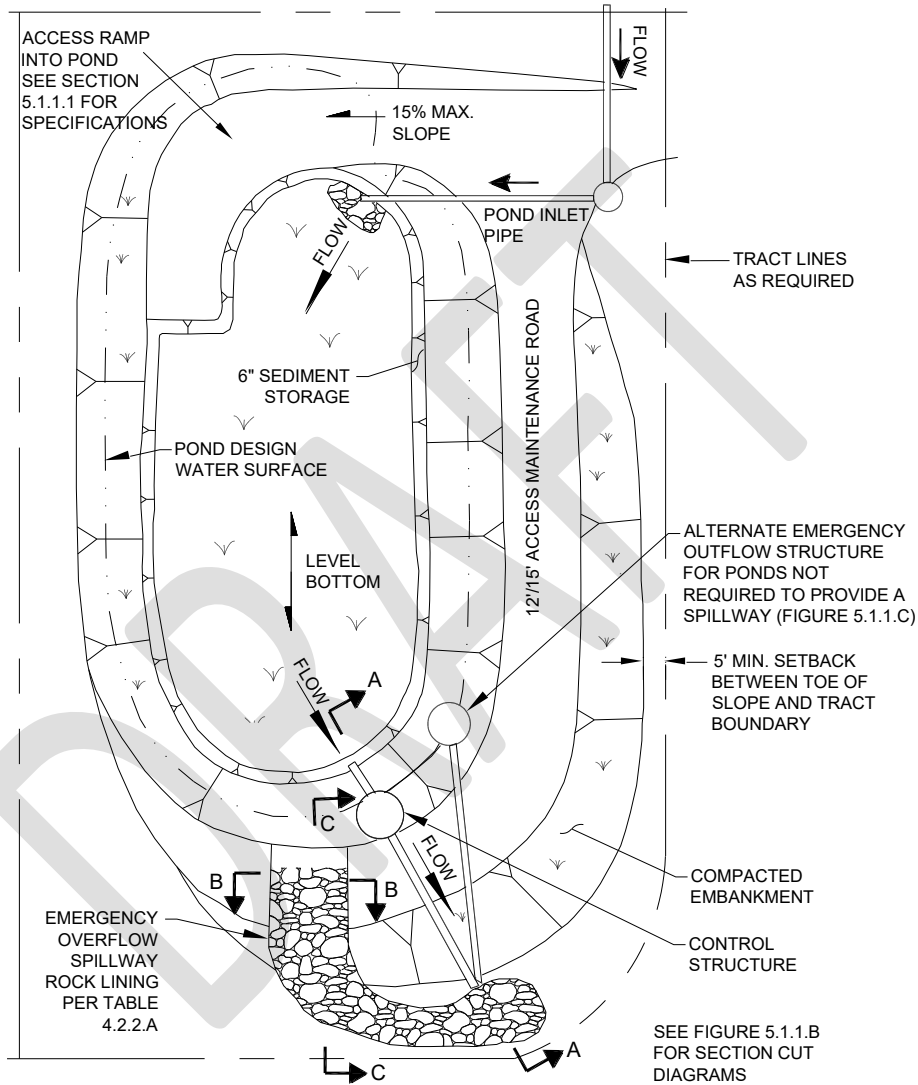 ACCESS RAMP
INTO POND
SEE SECTION
5.1.1.1 FOR
SPECIFICATIONS
FLOW
15% MAX.
SLOPE
POND INLET
PIPE
FLOW
TRACT LINES
AS REQUIRED
6" SEDIMENT
STORAGE
12'/15' ACCESS MAINTENANCE ROAD
POND DESIGN
WATER SURFACE
LEVEL
BOTTOM
ALTERNATE EMERGENCY
OUTFLOW STRUCTURE
FOR PONDS NOT
REQUIRED TO PROVIDE A
SPILLWAY (FIGURE 5.1.1.C)
5' MIN. SETBACK
BETWEEN TOE OF
SLOPE AND TRACT
BOUNDARY
FLOW
A
C
FLOW
B
B
COMPACTED
EMBANKMENT
EMERGENCY
OVERFLOW
SPILLWAY
ROCK LINING
PER TABLE
4.2.2.A
CONTROL
STRUCTURE
A
C
SEE FIGURE 5.1.1.B
FOR SECTION CUT
DIAGRAMS
DRAFT